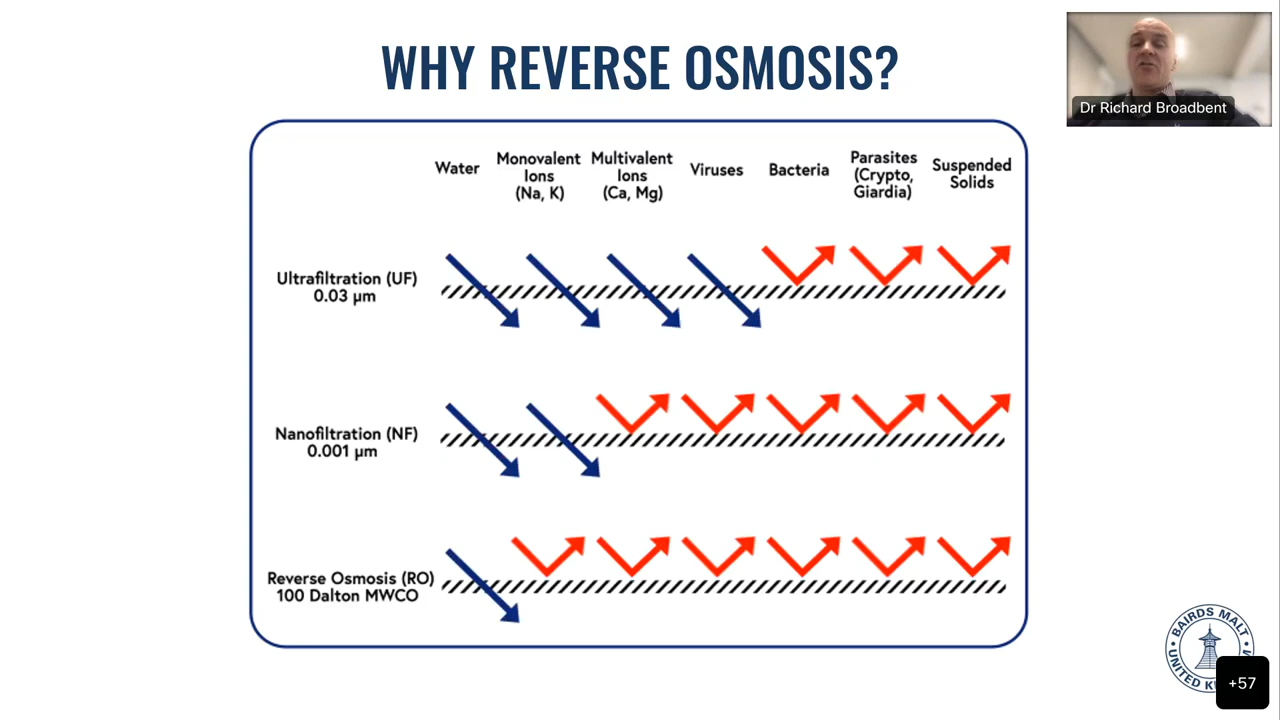 WHY REVERSE OSMOSIS?
Dr Richard Broadbent
Water
Monovalent
Ions
(Na, K)
Multivalent
Ions
(Ca, Mg)
Viruses
Bacteria
Parasites
(Crypto,
Giardia)
Suspended
Solids
Ultrafiltration (UF)
0.03 µm
Nanofiltration (NF)
0.001 µm
Reverse Osmosis (RO)
100 Dalton MWCO
BAIRDS MALT
UNITED
+57